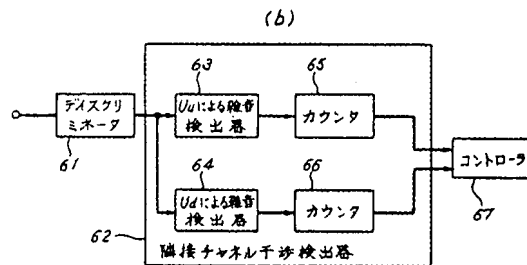 (b)
63
65
ディスクリ
ミネータ
61
Uuによる雑音
検出器
カウンタ
64
66
Udによる雑音
検出器
カウンタ
コントローラ
67
62
隣接チャネル干渉検出器